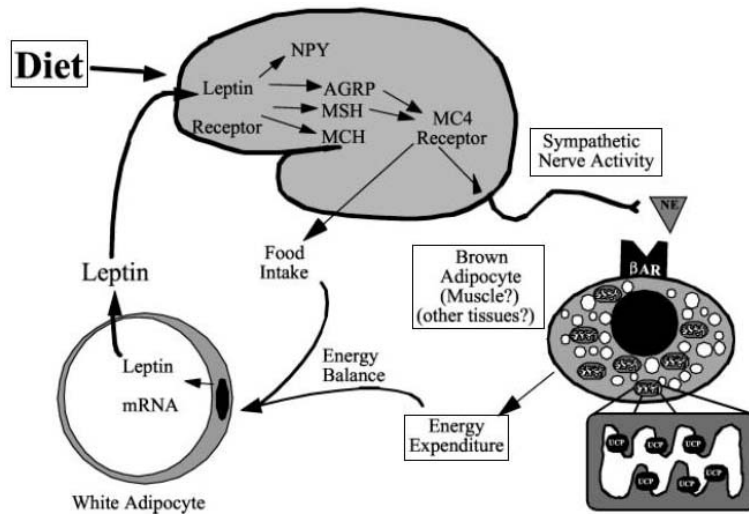 Diet
NPY
Leptin
Receptor
AGRP
MSH
MCH
MC4
Receptor
Sympathetic
Nerve Activity
NE
βAR
Brown
Adipocyte
(Muscle?)
(other tissues?)
Food
Intake
Leptin
Energy
Balance
Leptin
mRNA
Energy
Expenditure
UCP
UCP
UCP
UCP
UCP
UCP
White Adipocyte